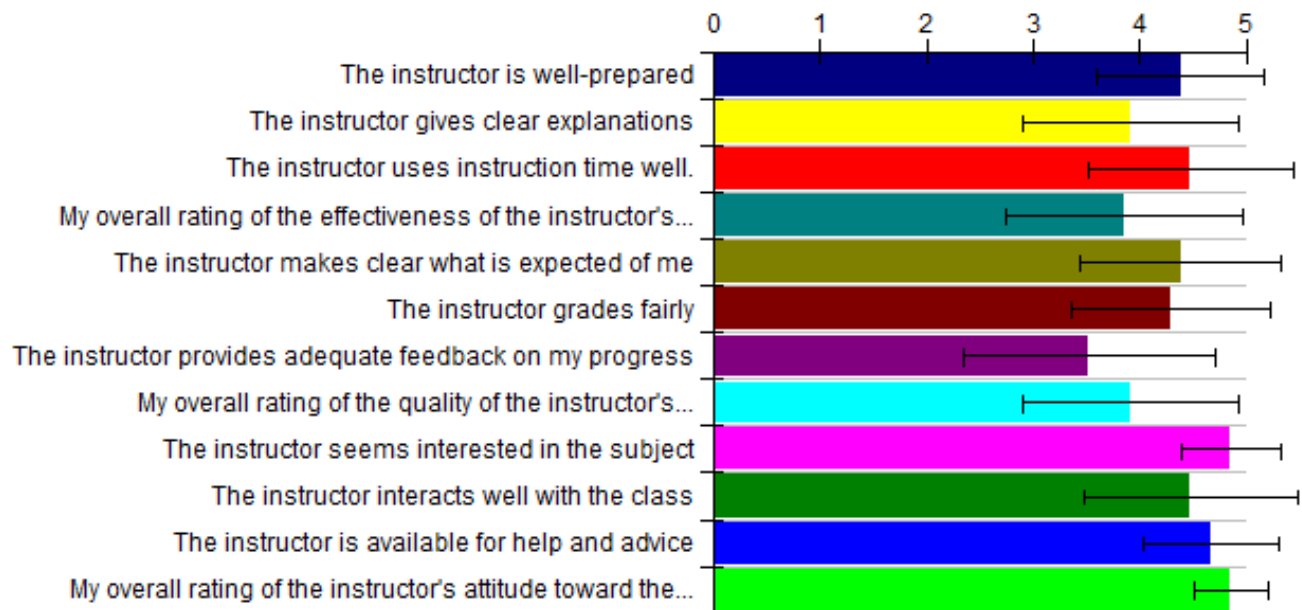 0 1 2 3 4 5
The instructor is well-prepared
The instructor gives clear explanations
The instructor uses instruction time well.
My overall rating of the effectiveness of the instructor's...
The instructor makes clear what is expected of me
The instructor grades fairly
The instructor provides adequate feedback on my progress
My overall rating of the quality of the instructor's...
The instructor seems interested in the subject
The instructor interacts well with the class
The instructor is available for help and advice
My overall rating of the instructor's attitude toward the...